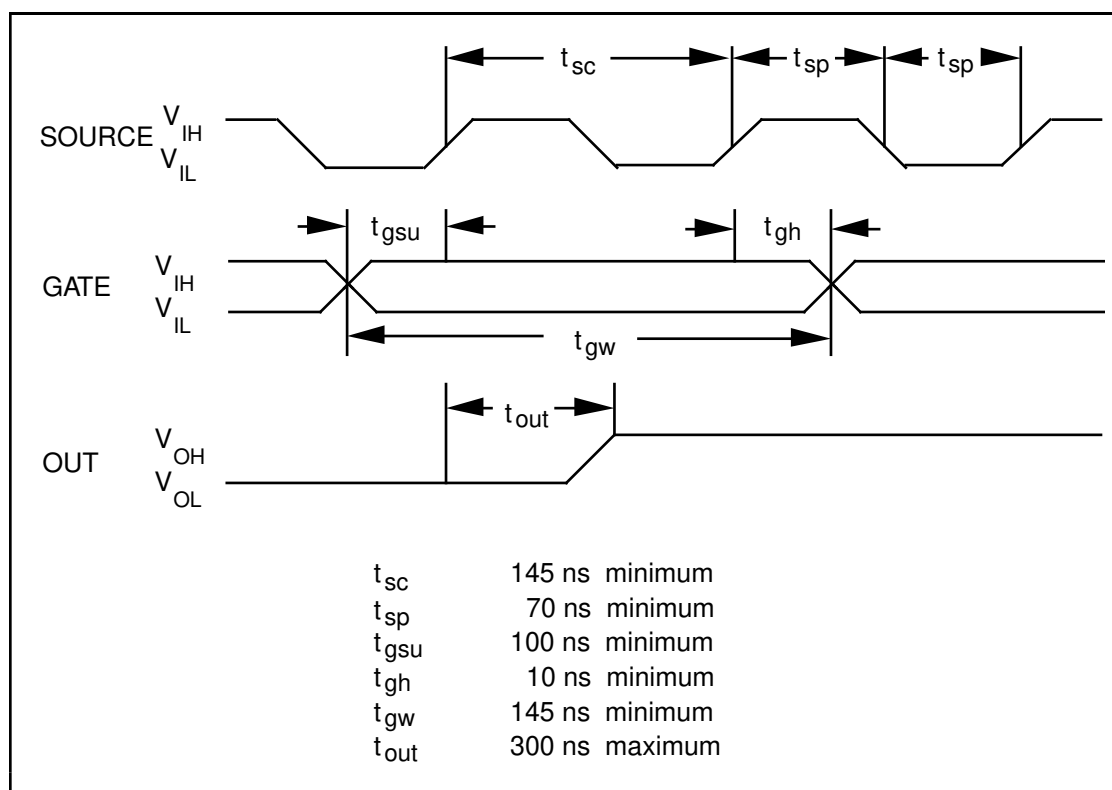 t sc t sp t sp
SOURCE V IH
V IL
t gsu t gh
GATE V IH
V IL
t gw
t out
OUT V OH
V OL
t sc 145 ns minimum
t sp 70 ns minimum
t gsu 100 ns minimum
t gh 10 ns minimum
t gw 145 ns minimum
t out 300 ns maximum